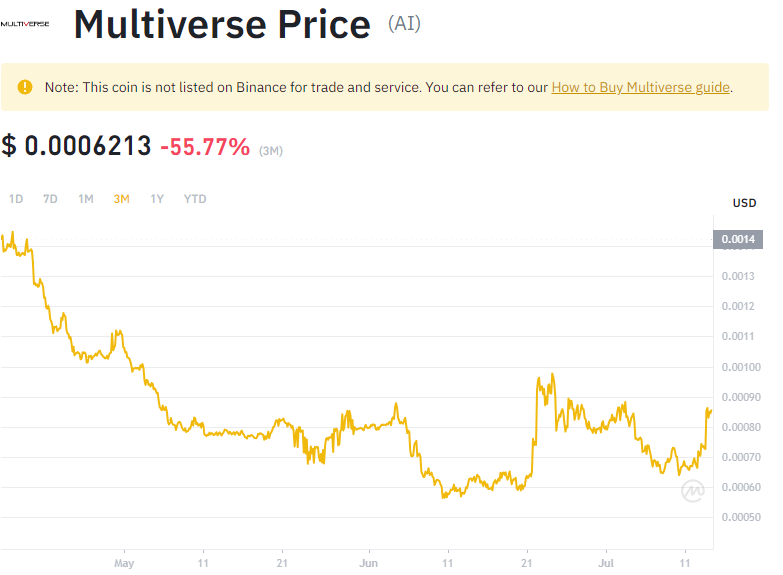 MULTIVERSE
Multiverse Price (AI)
Note: This coin is not listed on Binance for trade and service. You can refer to our How to Buy Multiverse guide.
$ 0.0006213 -55.77% (3M)
1D 7D 1M 3M 1Y YTD
USD
0.0014
0.0013
0.0012
0.0011
0.00100
0.00090
0.00080
0.00070
0.00060
0.00050
May 11 21 Jun 11 21 Jul 11